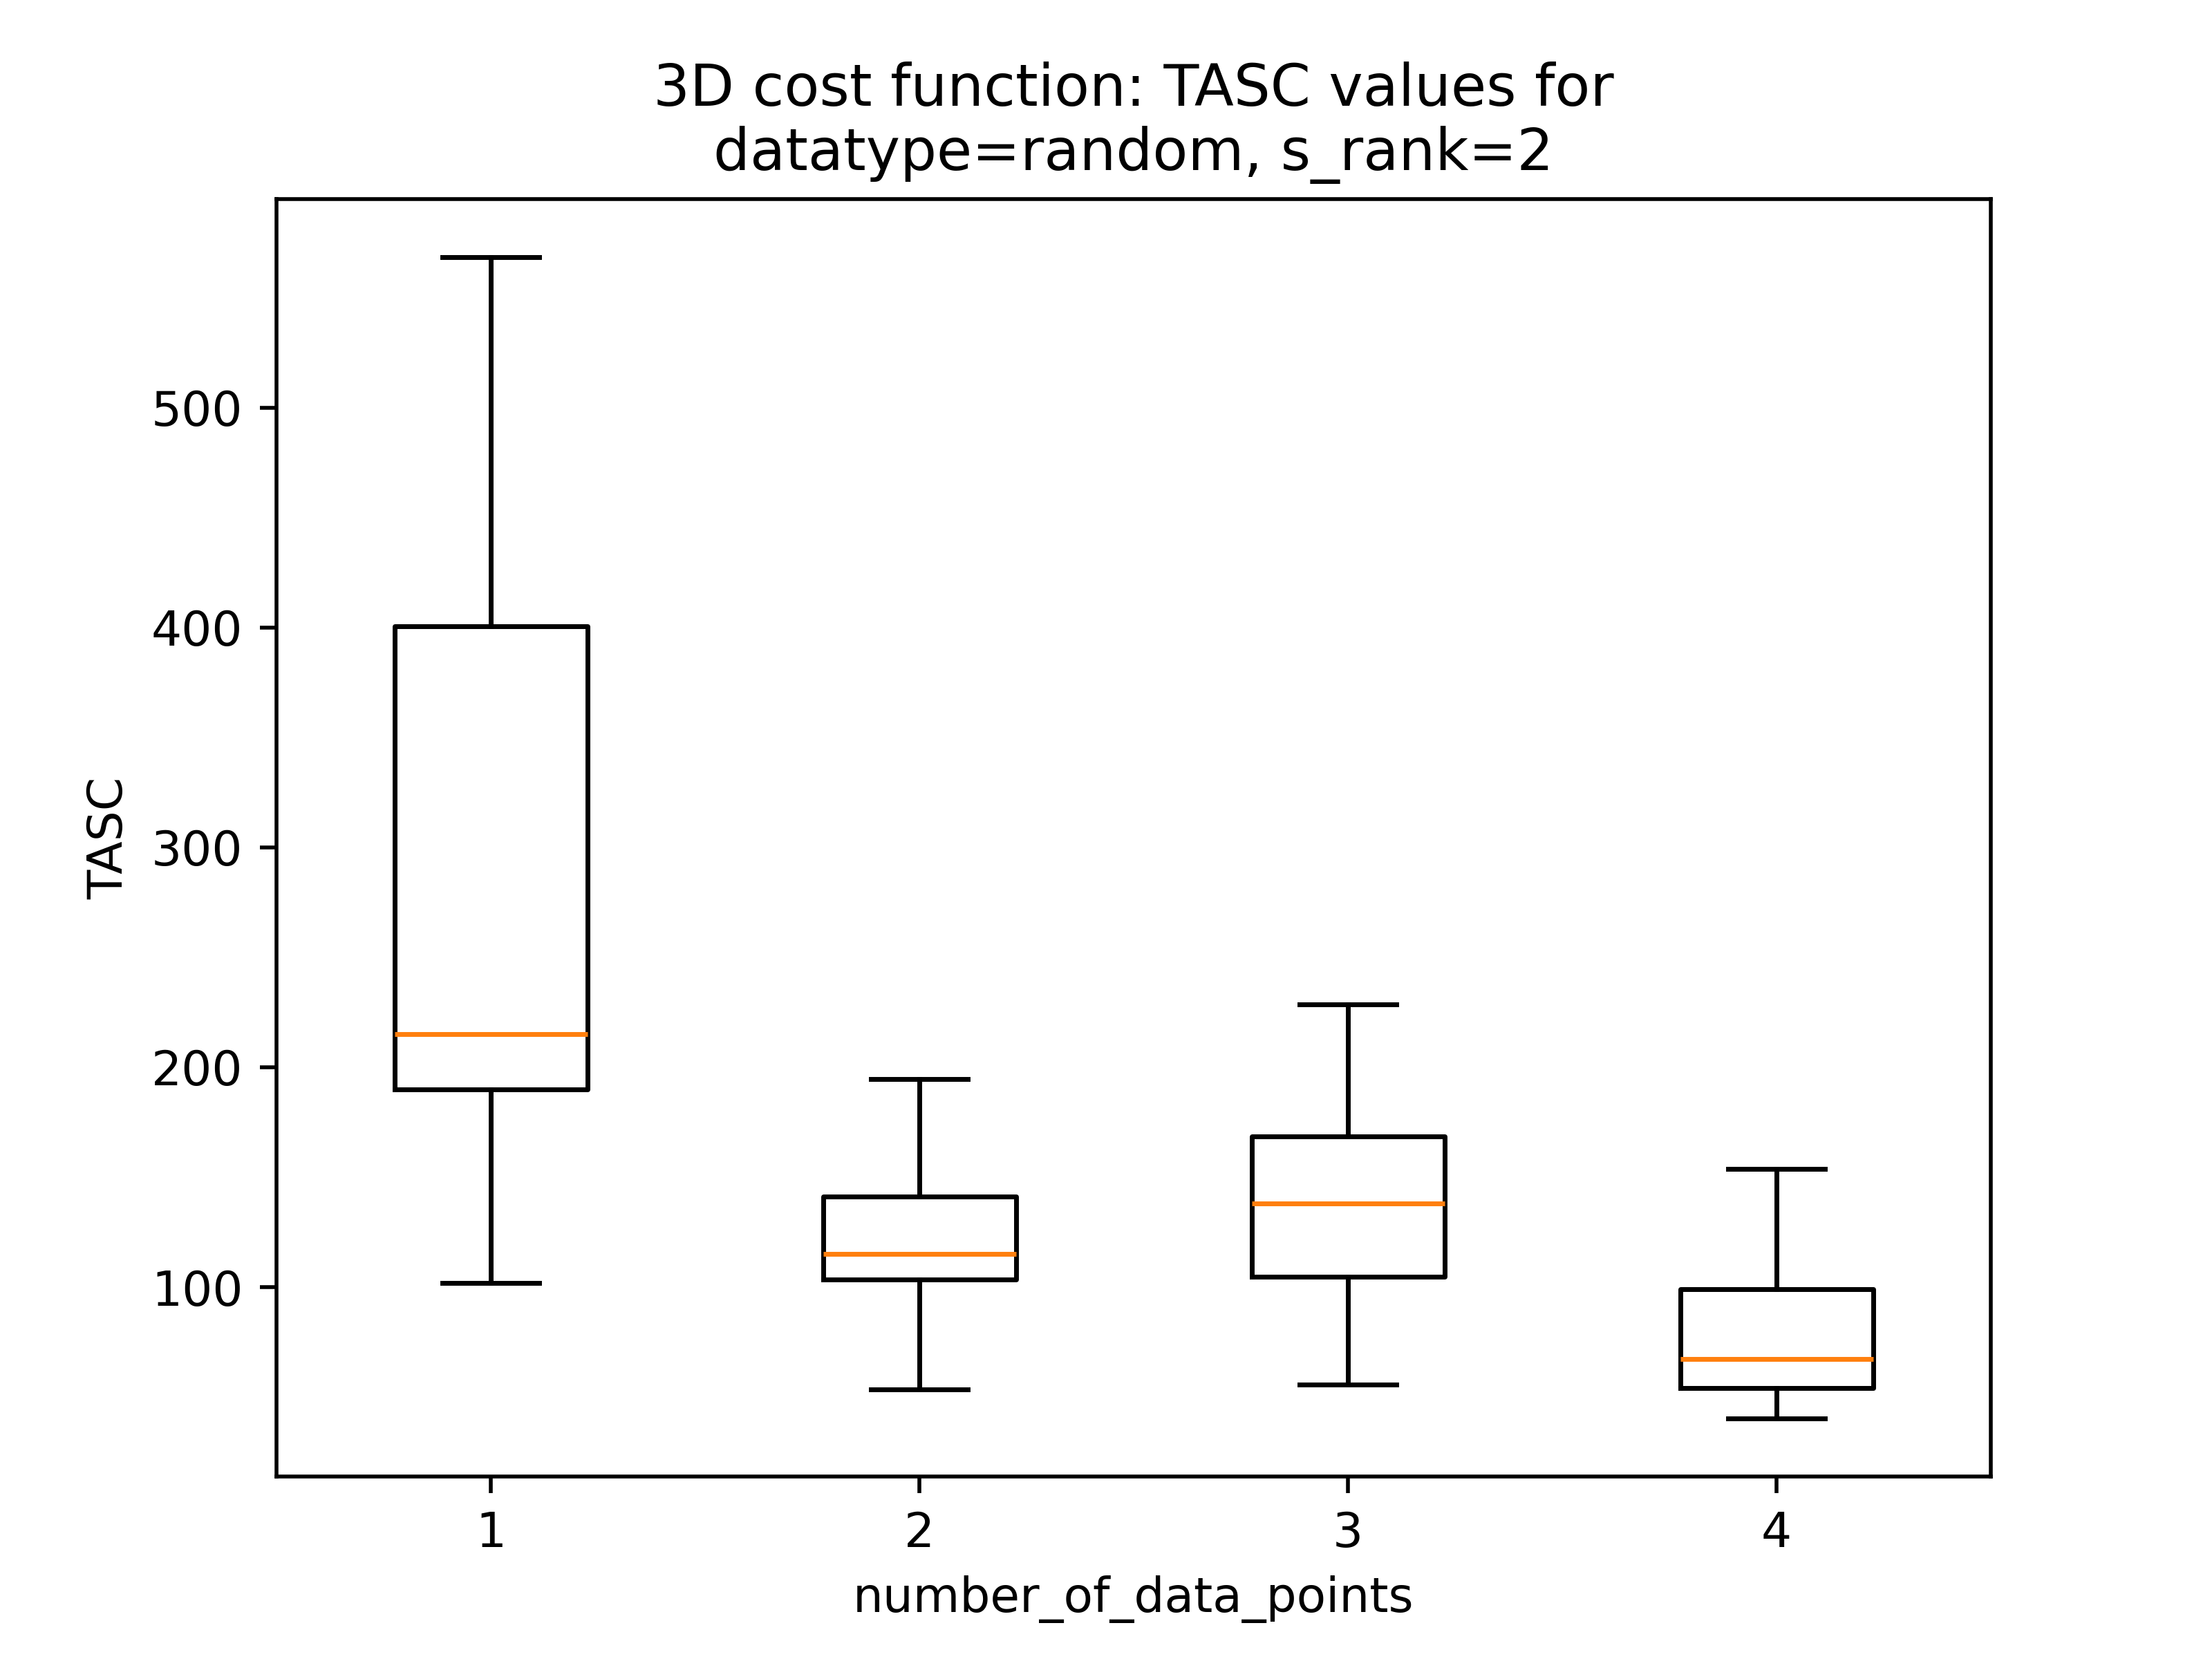 3D cost function: TASC values for
datatype=random, s_rank=2
TASC
500
400
300
200
100
1
2
3
4
number_of_data_points